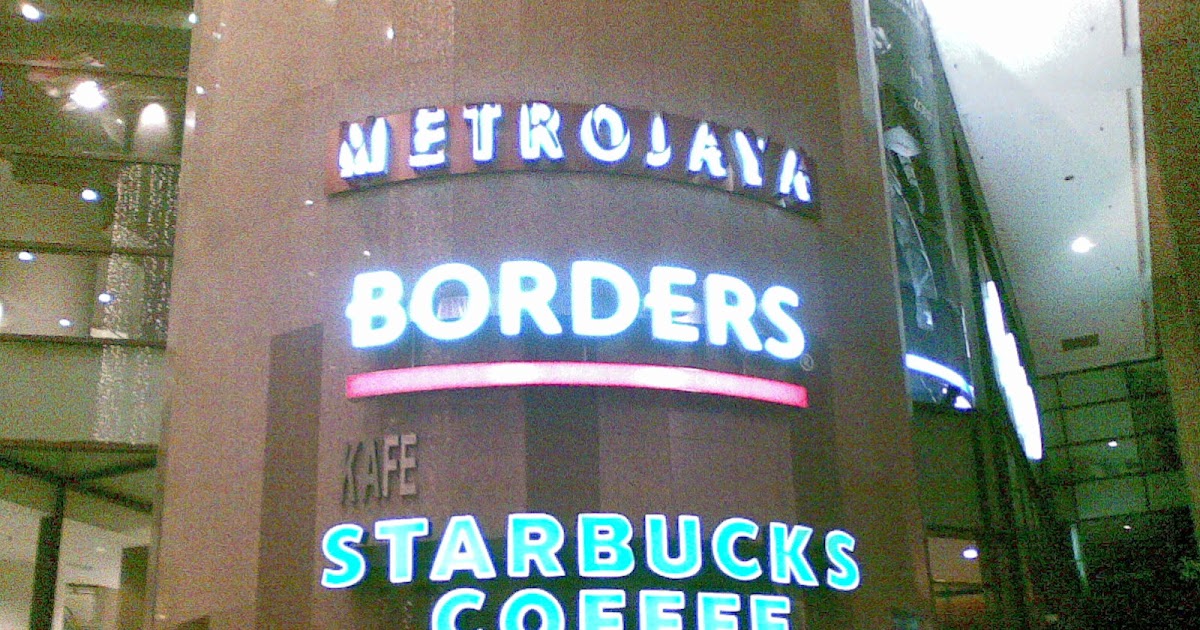 METROJAYA
BORDERS
KAFE
STARBUCKS
COFFEE